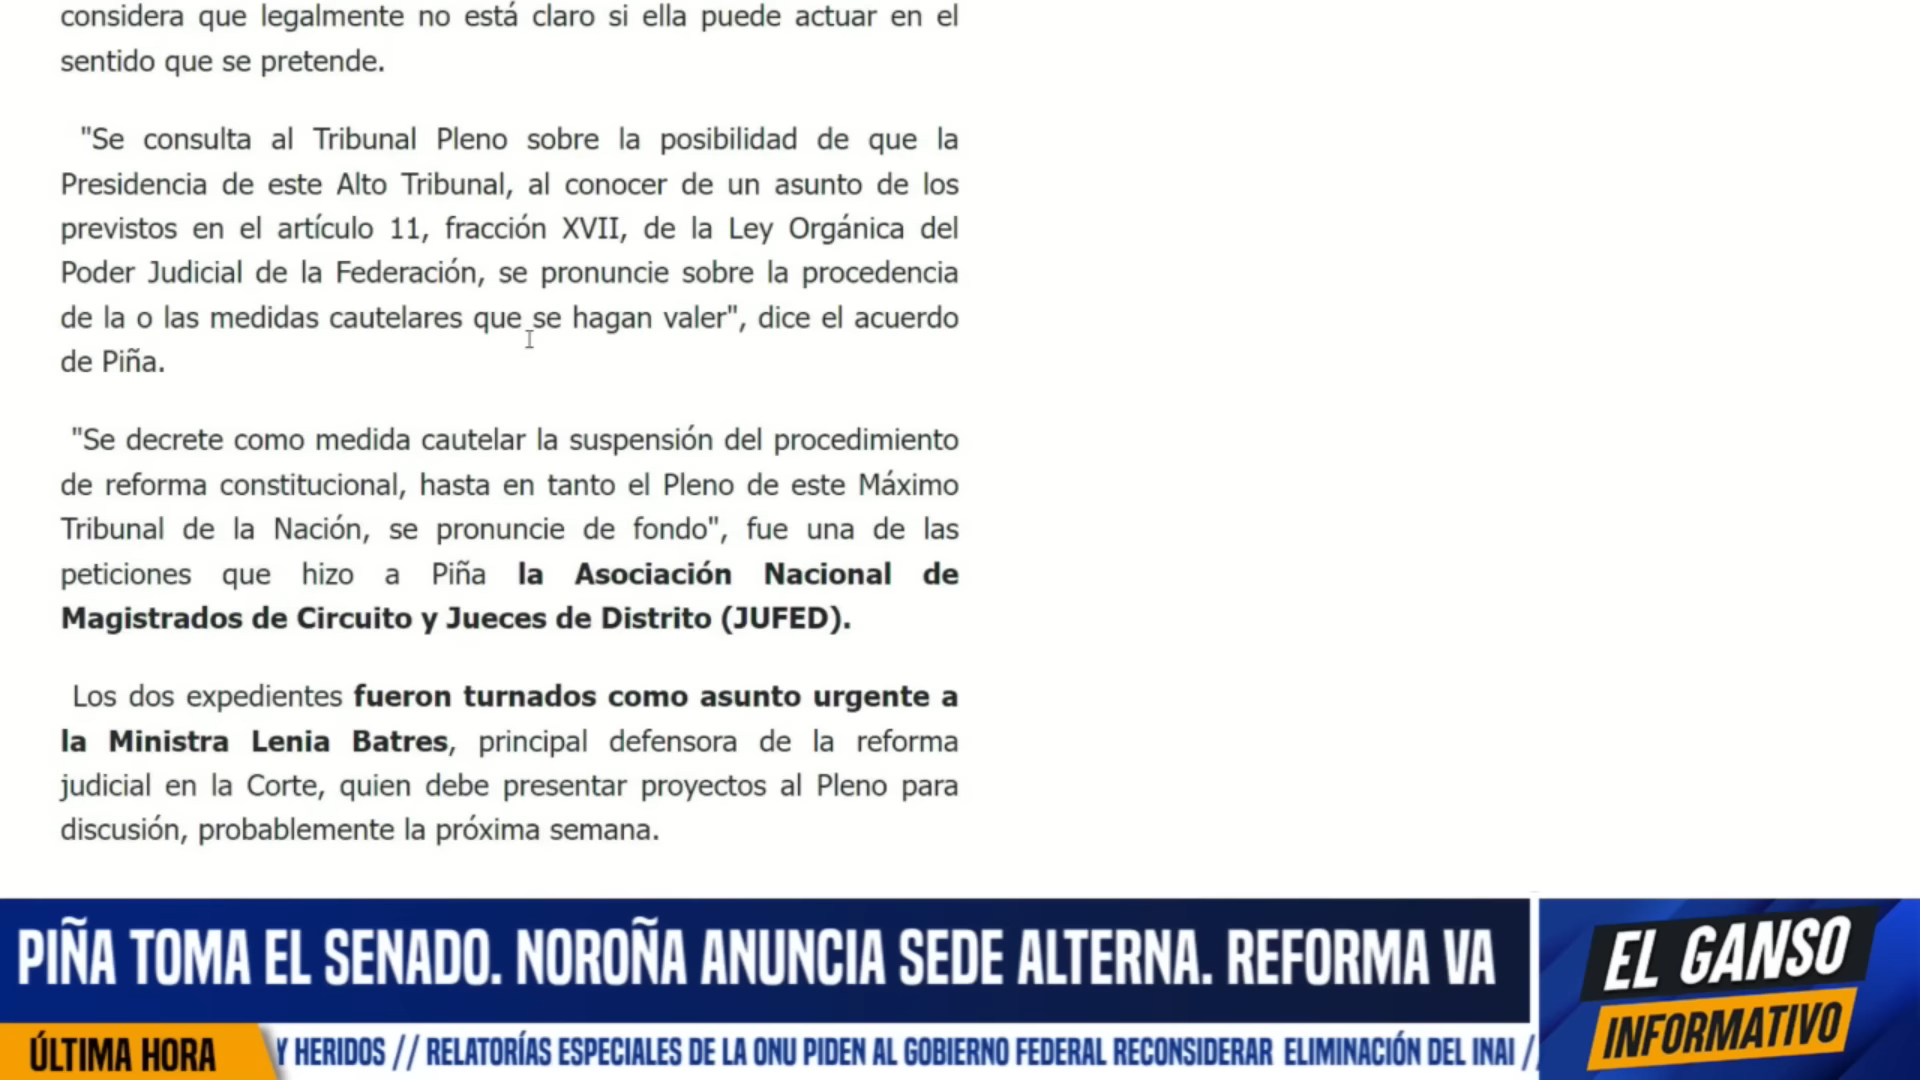 considera que legalmente no está claro si ella puede actuar en el
sentido que se pretende.
"Se consulta al Tribunal Pleno sobre la posibilidad de que la
Presidencia de este Alto Tribunal, al conocer de un asunto de los
previstos en el artículo 11, fracción XVII, de la Ley Orgánica del
Poder Judicial de la Federación, se pronuncie sobre la procedencia
de la o las medidas cautelares que se hagan valer", dice el acuerdo
de Piña.
"Se decrete como medida cautelar la suspensión del procedimiento
de reforma constitucional, hasta en tanto el Pleno de este Máximo
Tribunal de la Nación, se pronuncie de fondo", fue una de las
peticiones que hizo a Piña la Asociación Nacional de
Magistrados de Circuito y Jueces de Distrito (JUFED).
Los dos expedientes fueron turnados como asunto urgente a
la Ministra Lenia Batres, principal defensora de la reforma
judicial en la Corte, quien debe presentar proyectos al Pleno para
discusión, probablemente la próxima semana.
PIÑA TOMA EL SENADO. NOROÑA ANUNCIA SEDE ALTERNA. REFORMA VA
EL GANSO
INFORMATIVO
ÚLTIMA HORA
Y HERIDOS // RELATORÍAS ESPECIALES DE LA ONU PIDEN AL GOBIERNO FEDERAL RECONSIDERAR ELIMINACIÓN DEL INAI //